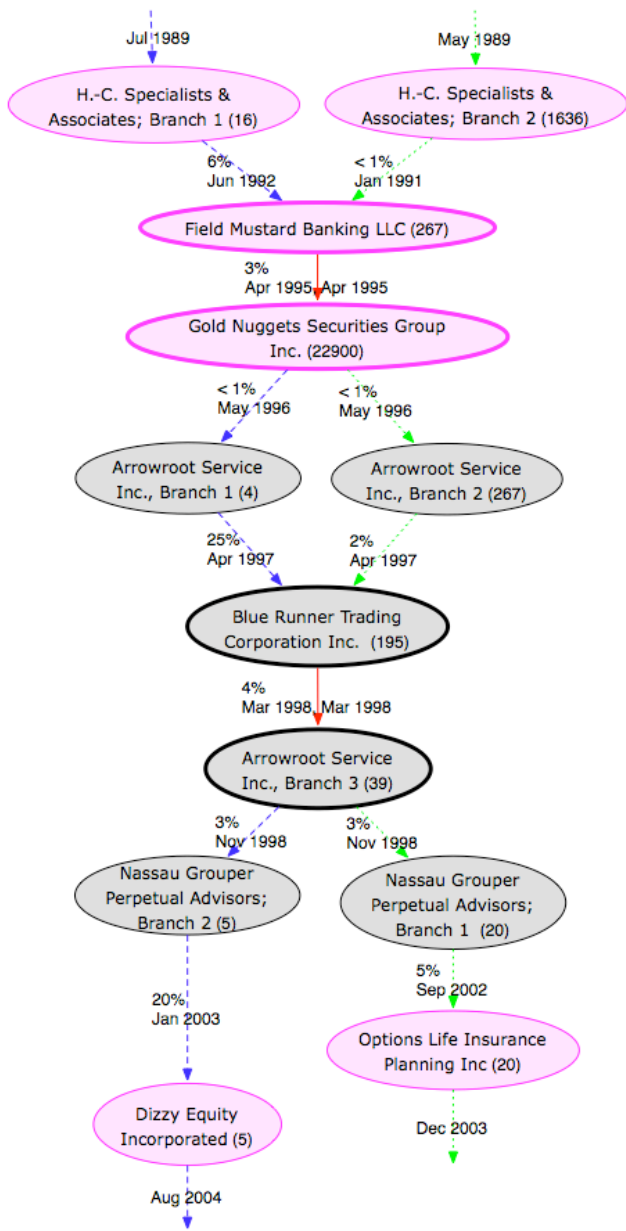 Jul 1989
May 1989
H.-C. Specialists &
Associates; Branch 1 (16)
H.-C. Specialists &
Associates; Branch 2 (1636)
6%
Jun 1992
< 1%
Jan 1991
Field Mustard Banking LLC (267)
3%
Apr 1995, Apr 1995
Gold Nuggets Securities Group
Inc. (22900)
< 1%
May 1996
< 1%
May 1996
Arrowroot Service
Inc., Branch 1 (4)
Arrowroot Service
Inc., Branch 2 (267)
25%
Apr 1997
2%
Apr 1997
Blue Runner Trading
Corporation Inc. (195)
4%
Mar 1998, Mar 1998
Arrowroot Service
Inc., Branch 3 (39)
3%
Nov 1998
3%
Nov 1998
Nassau Grouper
Perpetual Advisors;
Branch 2 (5)
Nassau Grouper
Perpetual Advisors;
Branch 1 (20)
5%
Sep 2002
20%
Jan 2003
Options Life Insurance
Planning Inc (20)
Dizzy Equity
Incorporated (5)
Dec 2003
Aug 2004